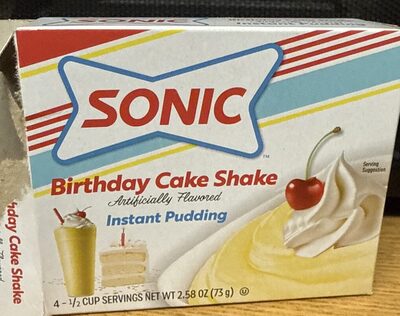 SONIC
™
Birthday Cake Shake
Artificially Flavored
Instant Pudding
Serving
Suggestion
4 - 1/2 CUP SERVINGS NET WT 2.58 OZ (73 g) Ⓤ
Cake Shake